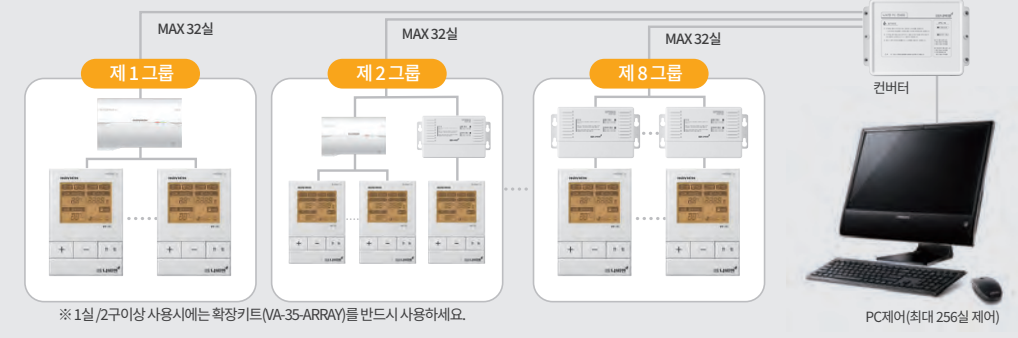 MAX 32실
MAX 32실
MAX 32실
제 1 그룹
제 2 그룹
제 8 그룹
컨버터
※ 1실 /2구이상 사용시에는 확장키트(VA-35-ARRAY)를 반드시 사용하세요.
PC제어(최대 256실 제어)